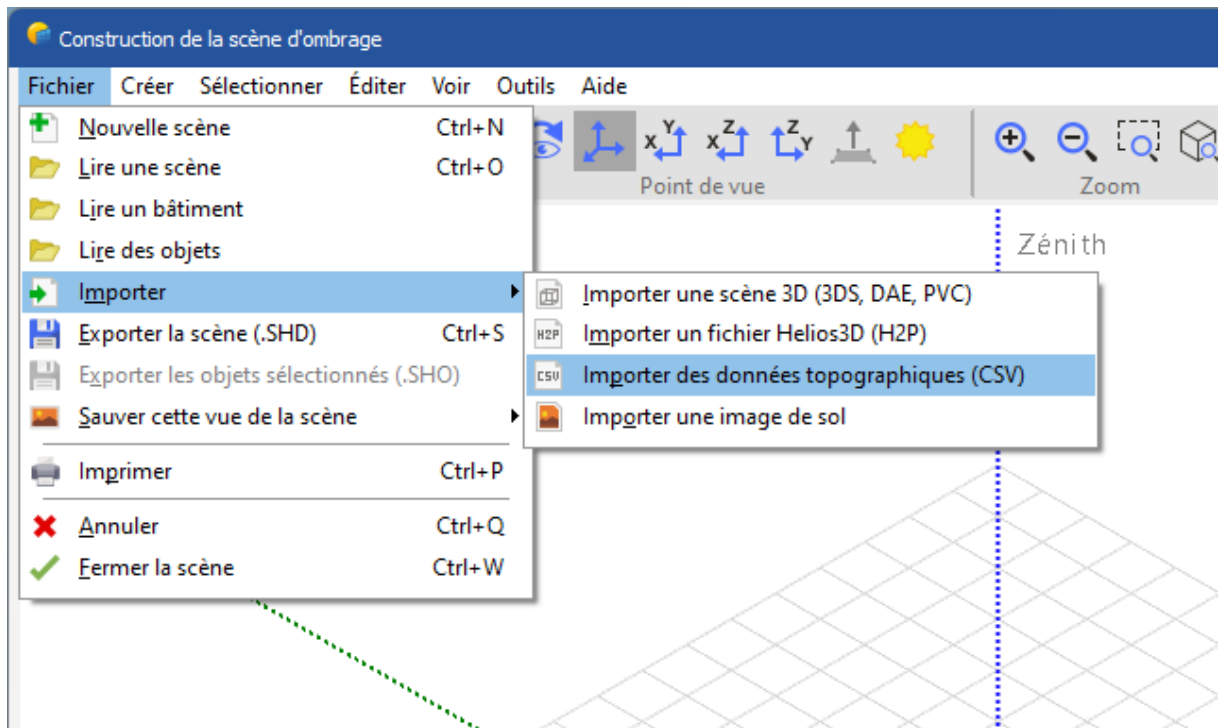 Construction de la scène d'ombrage
Fichier Créer Sélectionner Éditer Voir Outils Aide
Nouvelle scène Ctrl+N
Lire une scène Ctrl+O
Lire un bâtiment
Lire des objets
Importer
Exporter la scène (.SHD) Ctrl+S
Exporter les objets sélectionnés (.SHO)
Sauver cette vue de la scène
Imprimer Ctrl+P
Annuler Ctrl+Q
Fermer la scène Ctrl+W
X Y X Z Z Y
Point de vue
Zoom
Zénith
Importer une scène 3D (3DS, DAE, PVC)
H2P Importer un fichier Helios3D (H2P)
CSV Importer des données topographiques (CSV)
Importer une image de sol